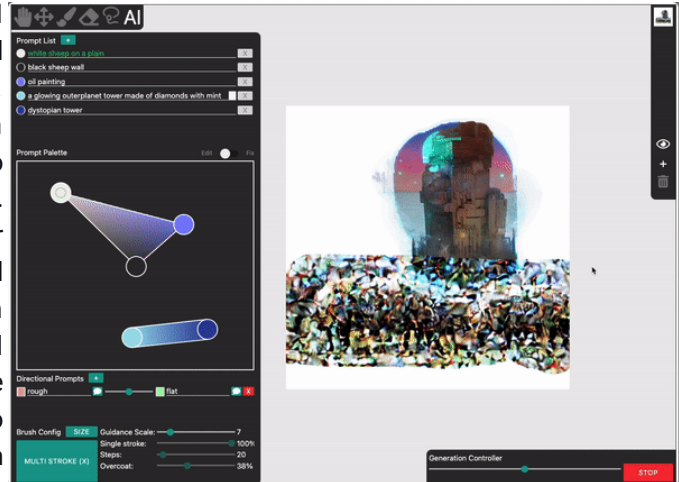 AI
Prompt List +
white sheep on a plain X
black sheep wall X
oil painting X
a glowing outerplanet tower made of diamonds with mint X
dystopian tower X
Prompt Palette Edit Fix
Directional Prompts +
rough flat X
Brush Config SIZE Guidance Scale: 7
Single stroke: 100%
MULTI STROKE (X) Steps: 20
Overcoat: 38%
+
Generation Controller
STOP